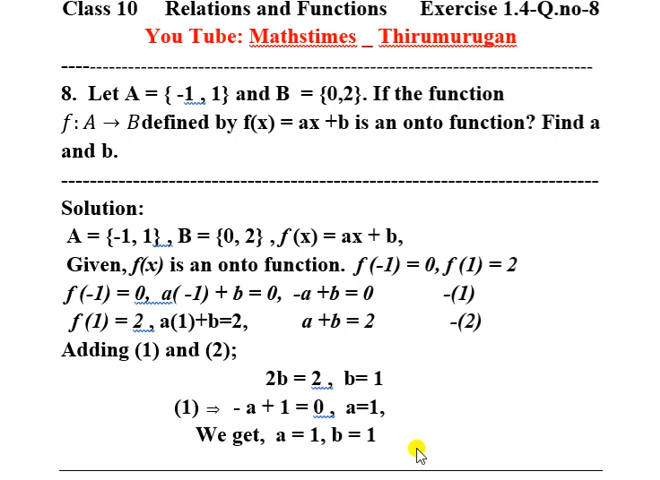 Class 10 Relations and Functions Exercise 1.4-Q.no-8
You Tube: Mathstimes _ Thirumurugan
8. Let A = { -1 , 1} and B = {0,2}. If the function
f: A → Bdefined by f(x) = ax +b is an onto function? Find a
and b.
Solution:
A = {-1, 1} , B = {0, 2} , f (x) = ax + b,
Given, f(x) is an onto function. f (-1) = 0, f (1) = 2
f (-1) = 0, a( -1) + b = 0, -a +b = 0 -(1)
f (1) = 2 , a(1)+b=2, a +b = 2 -(2)
Adding (1) and (2);
2b = 2 , b= 1
(1) ⇒ - a + 1 = 0 , a=1,
We get, a = 1, b = 1